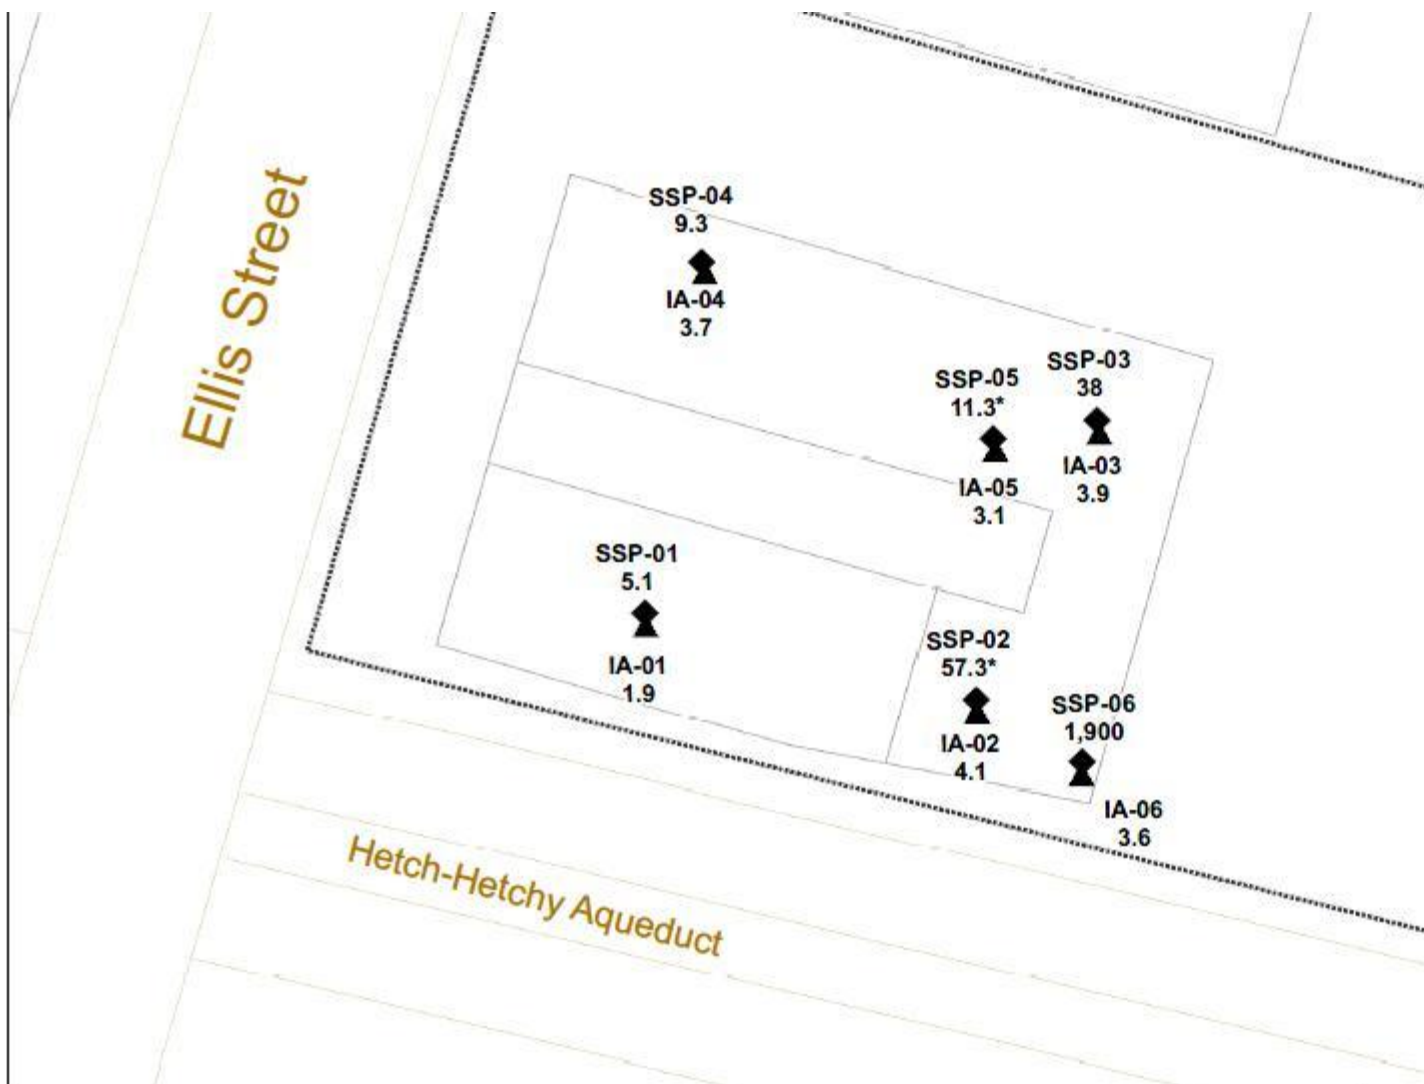 Ellis Street
SSP-04
9.3
IA-04
3.7
SSP-05
11.3*
IA-05
3.1
SSP-03
38
IA-03
3.9
SSP-01
5.1
IA-01
1.9
SSP-02
57.3*
IA-02
4.1
SSP-06
1,900
IA-06
3.6
Hetch-Hetchy Aqueduct